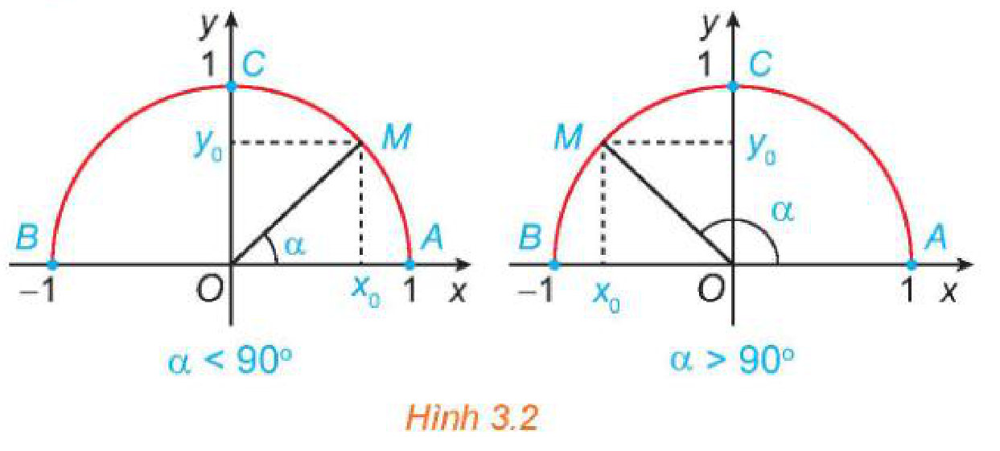 y y
1 C 1 C
y₀ M M y₀
B α A B α A
−1 O x₀ 1 x −1 x₀ O 1 x
α < 90° α > 90°
Hình 3.2